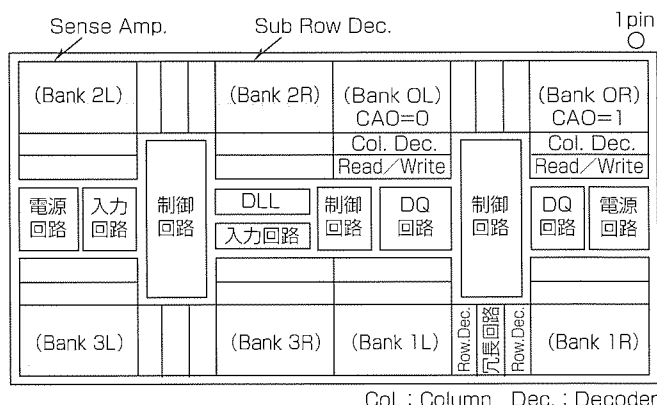 Sense Amp.
Sub Row Dec.
1pin
(Bank 2L)
(Bank 2R)
(Bank 0L)
CA0=0
(Bank 0R)
CA0=1
Col. Dec.
Read/Write
Col. Dec.
Read/Write
電源
回路
入力
回路
制御
回路
DLL
入力回路
制御
回路
DQ
回路
制御
回路
DQ
回路
電源
回路
(Bank 3L)
(Bank 3R)
(Bank 1L)
Row.Dec.
冗長回路
Row.Dec.
(Bank 1R)
Col.:Column Dec.:Decoder